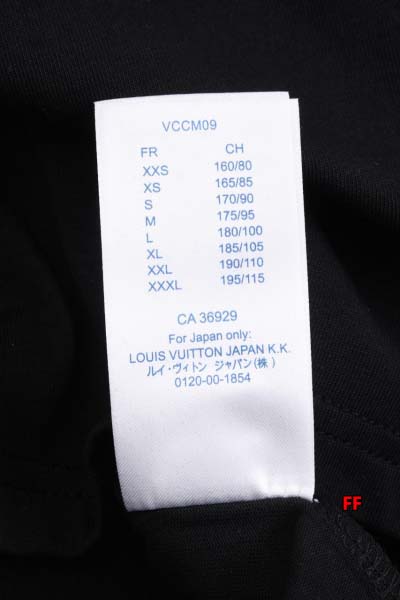 VCCM09
FR CH
XXS 160/80
XS 165/85
S 170/90
M 175/95
L 180/100
XL 185/105
XXL 190/110
XXXL 195/115
CA 36929
For Japan only:
LOUIS VUITTON JAPAN K.K.
ルイ・ヴィトン ジャパン(株)
0120-00-1854
FF